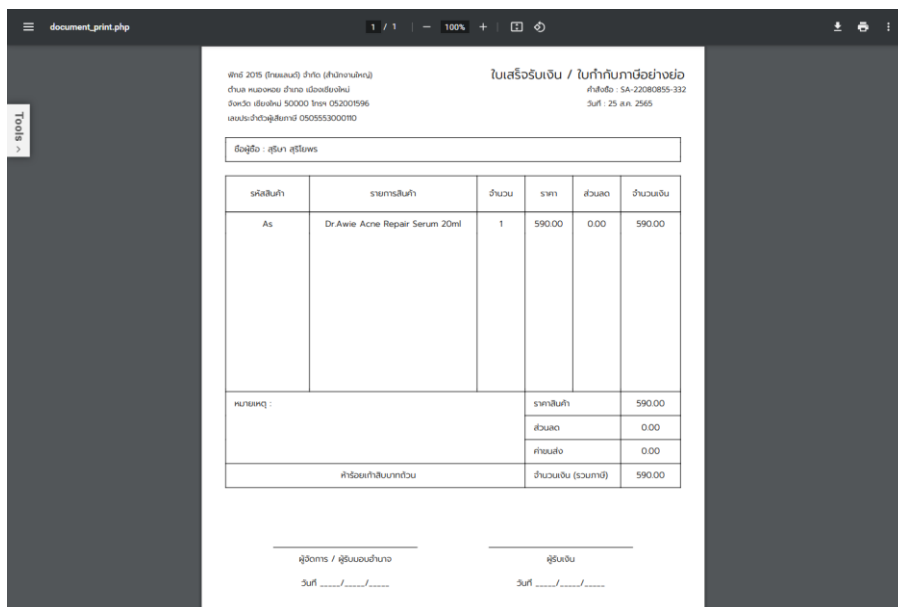 document_print.php
1 / 1 | − 100% +
Tools
ฟิกซ์ 2015 (ไทยแลนด์) จำกัด (สำนักงานใหญ่)
ตำบล หนองหอย อำเภอ เมืองเชียงใหม่
จังหวัด เชียงใหม่ 50000 โทรฯ 052001596
เลขประจำตัวผู้เสียภาษี 0505553000110
ใบเสร็จรับเงิน / ใบกำกับภาษีอย่างย่อ
คำสั่งซื้อ : SA-22080855-332
วันที่ : 25 ส.ค. 2565
ชื่อผู้ซื้อ : สุริษา สุริโยพร
รหัสสินค้า รายการสินค้า จำนวน ราคา ส่วนลด จำนวนเงิน
As Dr.Awie Acne Repair Serum 20ml 1 590.00 0.00 590.00
หมายเหตุ :
ราคาสินค้า 590.00
ส่วนลด 0.00
ค่าขนส่ง 0.00
ห้าร้อยเก้าสิบบาทถ้วน จำนวนเงิน (รวมภาษี) 590.00
ผู้จัดการ / ผู้รับมอบอำนาจ
วันที่ _____/_____/_____
ผู้รับเงิน
วันที่ _____/_____/_____